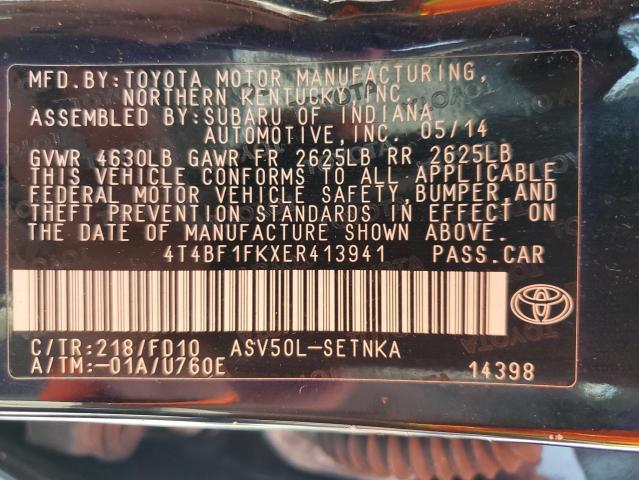 MFD.BY:TOYOTA MOTOR MANUFACTURING,
NORTHERN KENTUCKY,INC
ASSEMBLED BY:SUBARU OF INDIANA
AUTOMOTIVE,INC. 05/14
GVWR 4630LB GAWR FR 2625LB RR 2625LB
THIS VEHICLE CONFORMS TO ALL APPLICABLE
FEDERAL MOTOR VEHICLE SAFETY,BUMPER,AND
THEFT PREVENTION STANDARDS IN EFFECT ON
THE DATE OF MANUFACTURE SHOWN ABOVE.
4T4BF1FKXER413941 PASS.CAR
C/TR:218/FD10 ASV50L-SETNKA
A/TM:-01A/U760E 14398